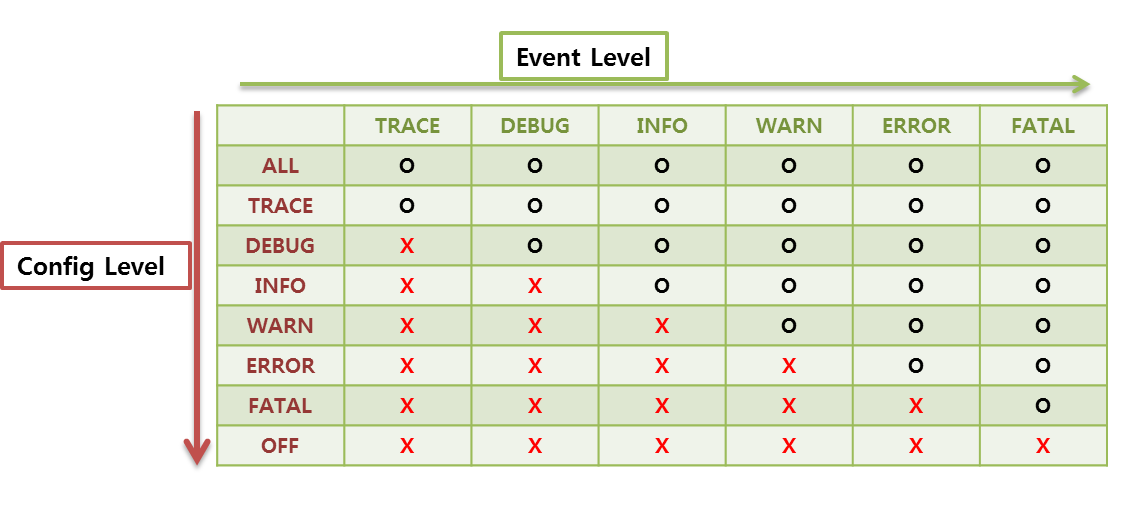 Event Level
TRACE DEBUG INFO WARN ERROR FATAL
ALL O O O O O O
TRACE O O O O O O
DEBUG X O O O O O
Config Level
INFO X X O O O O
WARN X X X O O O
ERROR X X X X O O
FATAL X X X X X O
OFF X X X X X X